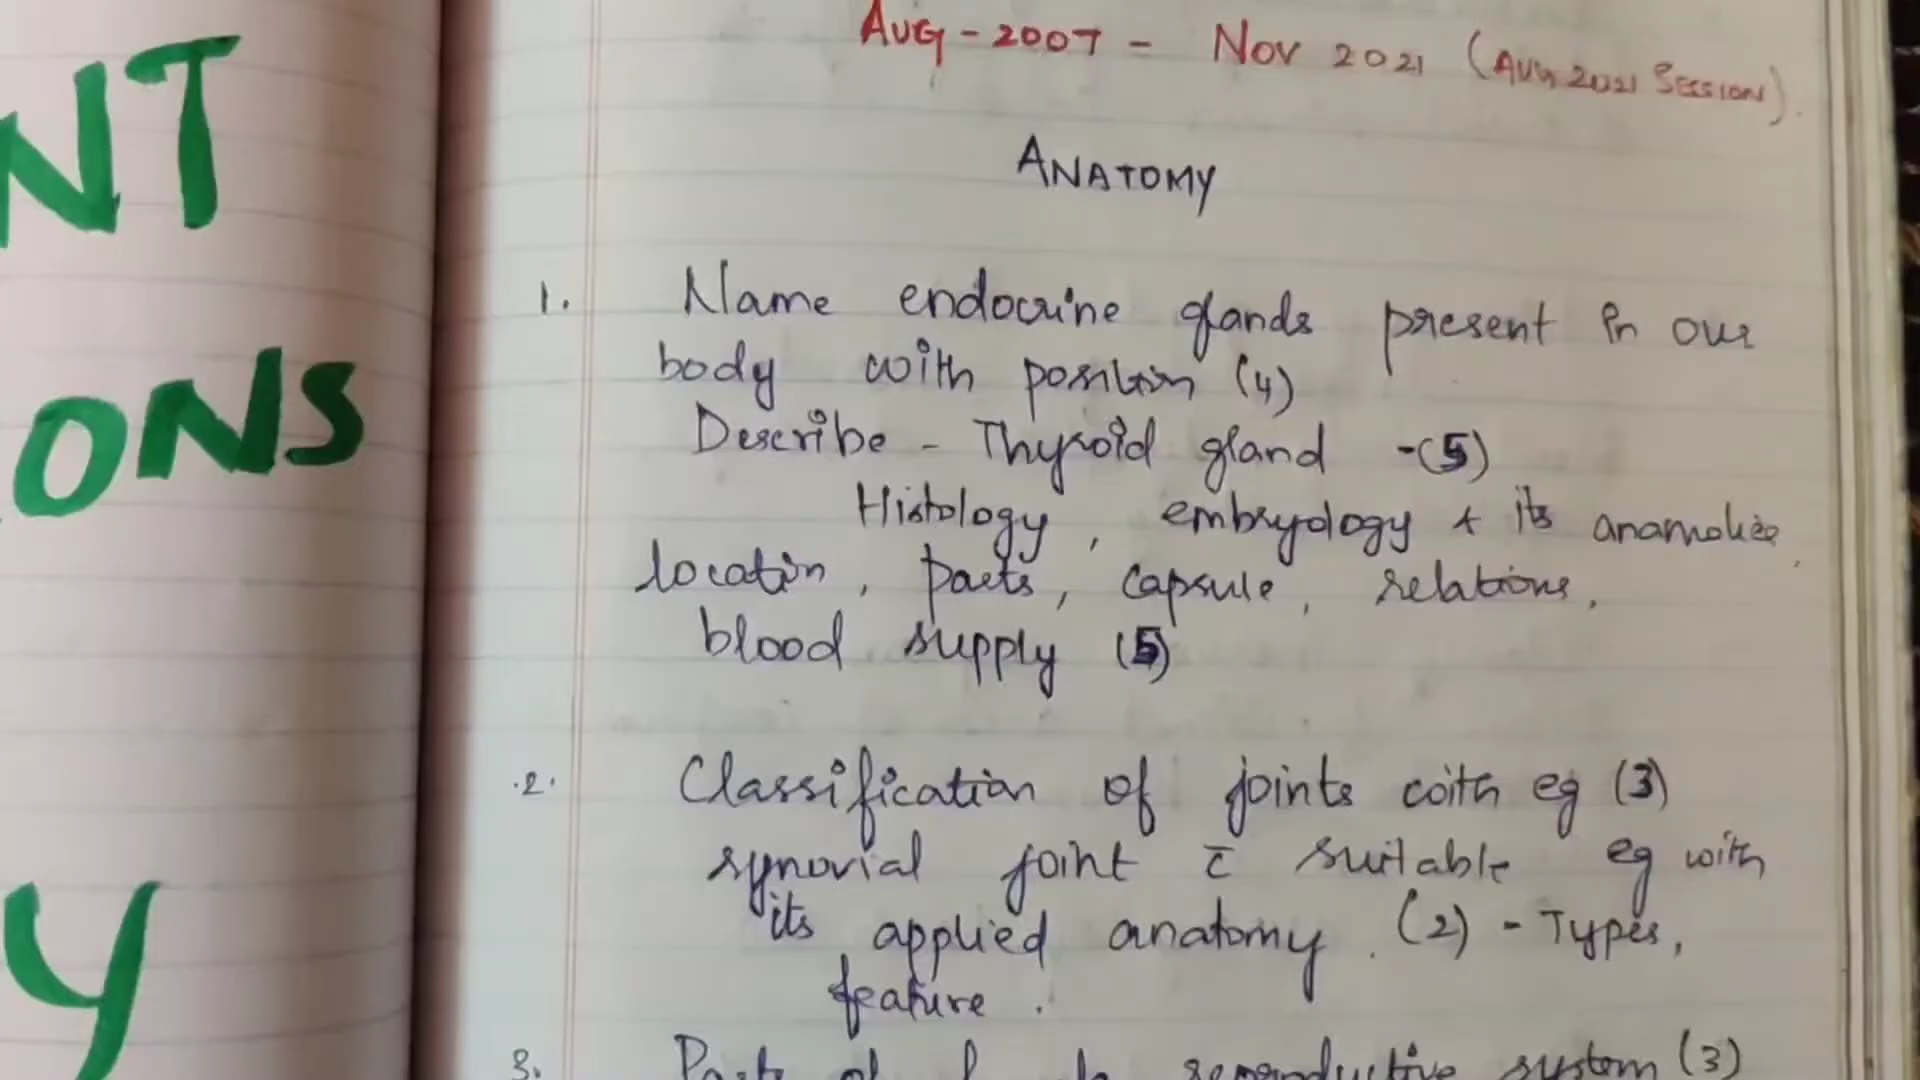 NT
ONS
Y
AUG - 2007 - NOV 2021 (AUG 2021 SESSION).
ANATOMY
1. Name endocrine glands present in our
body with position (4)
Describe - Thyroid gland -(5)
Histology, embryology + its anamolies,
location, parts, capsule, relations,
blood supply (5)
2. Classification of joints with eg (3)
synovial joint c̄ suitable eg with
its applied anatomy. (2) - Types,
feature.
3. Parts of reproductive system (3)